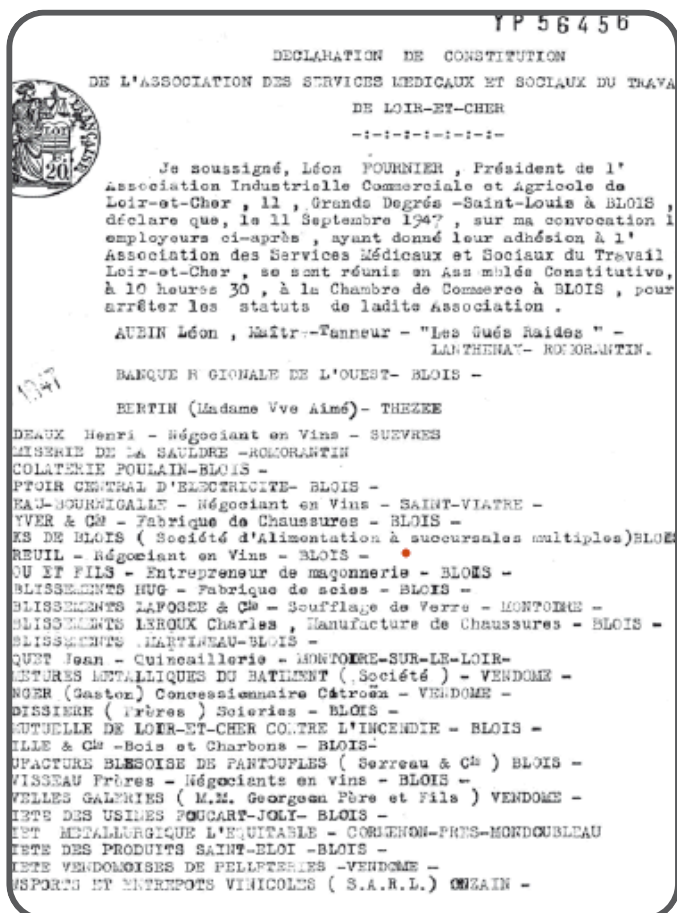 YP 56456
DECLARATION DE CONSTITUTION
DE L'ASSOCIATION DES SERVICES MEDICAUX ET SOCIAUX DU TRAVA
DE LOIR-ET-CHER
-:-:-:-:-:-:-:-
LOI
20
FRANÇAISE
Je soussigné, Léon FOURNIER , Président de l'
Association Industrielle Commerciale et Agricole de
Loir-et-Cher , 11 , Grands Degrés -Saint-Louis à BLOIS ,
déclare que, le 11 Septembre 1947 , sur ma convocation l
employeurs ci-après , ayant donné leur adhésion à l'
Association des Services Médicaux et Sociaux du Travail
Loir-et-Cher , se sont réunis en Ass mblée Constitutive,
à 10 heures 30 , à la Chambre de Commerce à BLOIS , pour
arrêter les statuts de ladite Association .
AUBIN Léon , Maître-Tanneur - "Les Gués Raides " -
LANTHENAY- ROMORANTIN.
1947
BANQUE R GIONALE DE L'OUEST- BLOIS -
BERTIN (Madame Vve Aimé)- THEZEE
DEAUX Henri - Négociant en Vins - SUEVRES
MISERIE DE LA SAULDRE -ROMORANTIN
COLATERIE POULAIN-BLOIS -
PTOIR CENTRAL D'ELECTRICITE- BLOIS -
EAU-BOURNIGALLE - Négociant en Vins - SAINT-VIATRE -
YVER & Cie - Fabrique de Chaussures - BLOIS -
KS DE BLOIS ( Société d'Alimentation à succursales multiples)BLOIS
REUIL - Négociant en Vins - BLOIS -
OU ET FILS - Entrepreneur de maçonnerie - BLOIS -
BLISSEMENTS HUG - Fabrique de scies - BLOIS -
BLISSEMENTS LAFOSSE & Cie - Soufflage de Verre - MONTOIRE -
BLISSEMENTS LEROUX Charles , Manufacture de Chaussures - BLOIS -
BLISSEMENTS MARTINEAU-BLOIS -
QUET Jean - Quincaillerie - MONTOIRE-SUR-LE-LOIR-
METURES METALLIQUES DU BATIMENT ( Société ) - VENDOME -
NGER (Gaston) Concessionnaire Citroën - VENDOME -
DISSIERE ( Frères ) Scieries - BLOIS -
MUTUELLE DE LOIR-ET-CHER CONTRE L'INCENDIE - BLOIS -
ILLE & Cie -Bois et Charbons - BLOIS-
UFACTURE BLESOISE DE PANTOUFLES ( Serreau & Cie ) BLOIS -
VISSEAU Frères - Négociants en vins - BLOIS -
VELLES GALERIES ( M.M. Georgeon Père et Fils ) VENDOME -
IETE DES USINES POUCART-JOLY- BLOIS -
IET METALLURGIQUE L'EQUITABLE - CORMENON-PRES-MONDOUBLEAU
IETE DES PRODUITS SAINT-ELOI -BLOIS -
IETE VENDOMOISES DE PELLETERIES -VENDOME -
NSPORTS ET ENTREPOTS VINICOLES ( S.A.R.L.) ONZAIN -